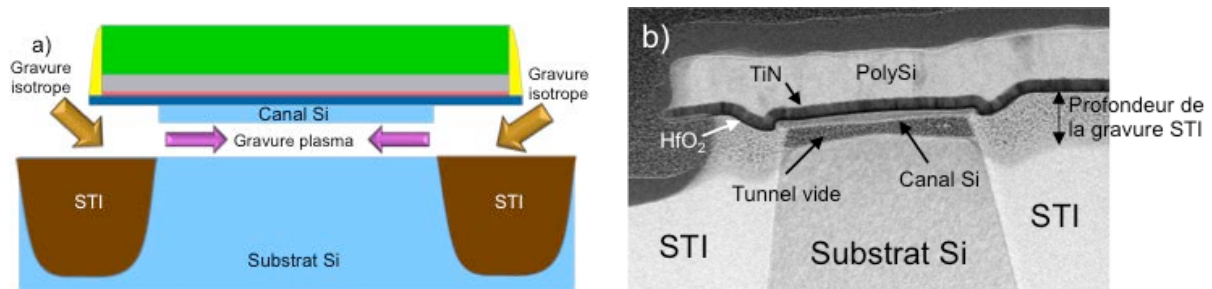 a)
Gravure
isotrope
Gravure
isotrope
Canal Si
Gravure plasma
STI
STI
Substrat Si
b)
TiN
PolySi
Profondeur de
la gravure STI
HfO2
Canal Si
Tunnel vide
STI
STI
Substrat Si